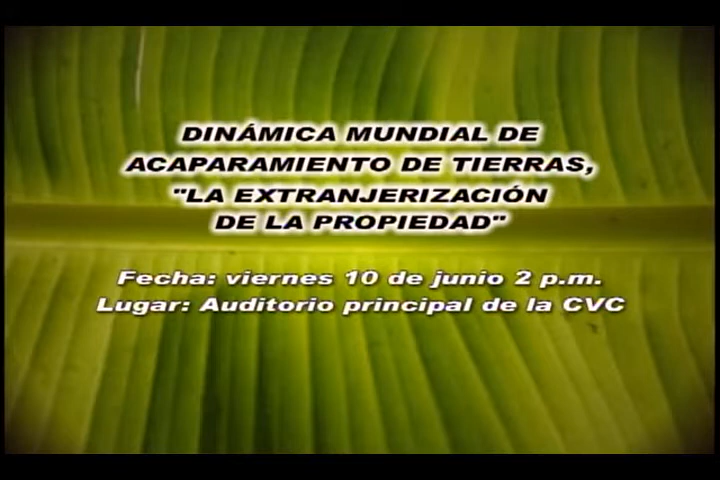 DINÁMICA MUNDIAL DE
ACAPARAMIENTO DE TIERRAS,
"LA EXTRANJERIZACIÓN
DE LA PROPIEDAD"
Fecha: viernes 10 de junio 2 p.m.
Lugar: Auditorio principal de la CVC